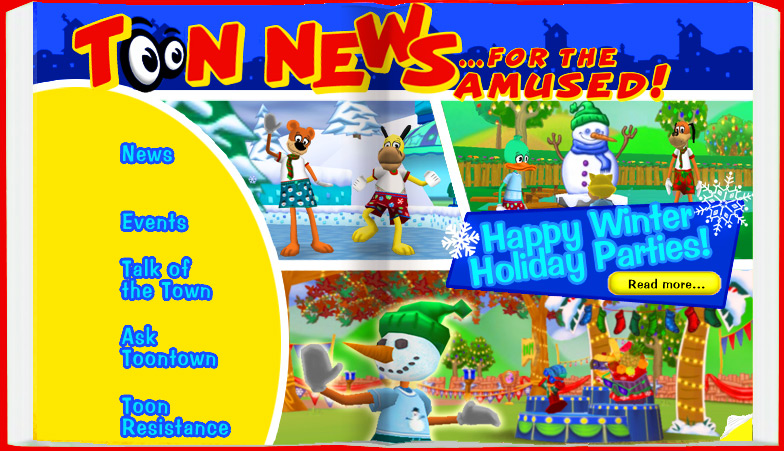 TOON NEWS
...FOR THE
AMUSED!
News
Events
Talk of
the Town
Ask
Toontown
Toon
Resistance
Happy Winter
Holiday Parties!
Read more...